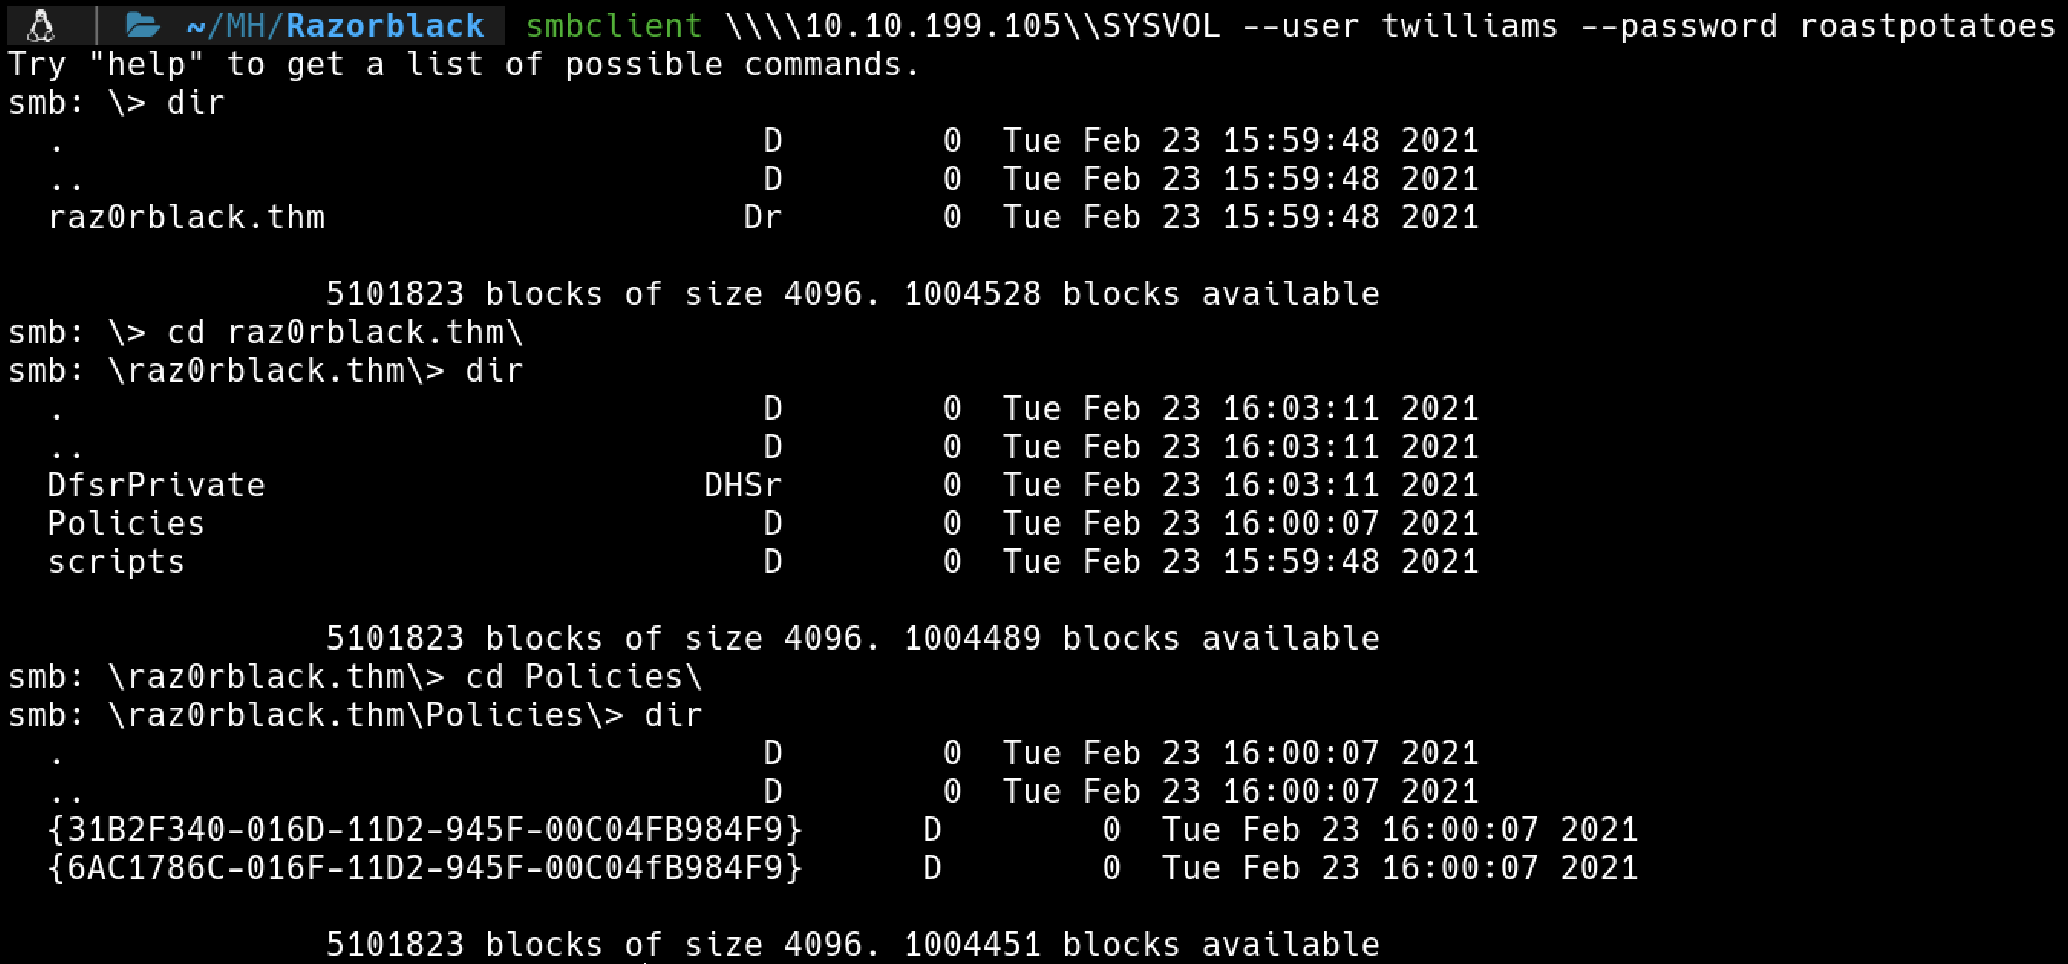 ~/MH/Razorblack smbclient \\\\10.10.199.105\\SYSVOL --user twilliams --password roastpotatoes
Try "help" to get a list of possible commands.
smb: \> dir
  .                                   D        0  Tue Feb 23 15:59:48 2021
  ..                                  D        0  Tue Feb 23 15:59:48 2021
  raz0rblack.thm                     Dr        0  Tue Feb 23 15:59:48 2021
                5101823 blocks of size 4096. 1004528 blocks available
smb: \> cd raz0rblack.thm\
smb: \raz0rblack.thm\> dir
  .                                   D        0  Tue Feb 23 16:03:11 2021
  ..                                  D        0  Tue Feb 23 16:03:11 2021
  DfsrPrivate                      DHSr        0  Tue Feb 23 16:03:11 2021
  Policies                            D        0  Tue Feb 23 16:00:07 2021
  scripts                             D        0  Tue Feb 23 15:59:48 2021
                5101823 blocks of size 4096. 1004489 blocks available
smb: \raz0rblack.thm\> cd Policies\
smb: \raz0rblack.thm\Policies\> dir
  .                                   D        0  Tue Feb 23 16:00:07 2021
  ..                                  D        0  Tue Feb 23 16:00:07 2021
  {31B2F340-016D-11D2-945F-00C04FB984F9}      D        0  Tue Feb 23 16:00:07 2021
  {6AC1786C-016F-11D2-945F-00C04fB984F9}      D        0  Tue Feb 23 16:00:07 2021
                5101823 blocks of size 4096. 1004451 blocks available